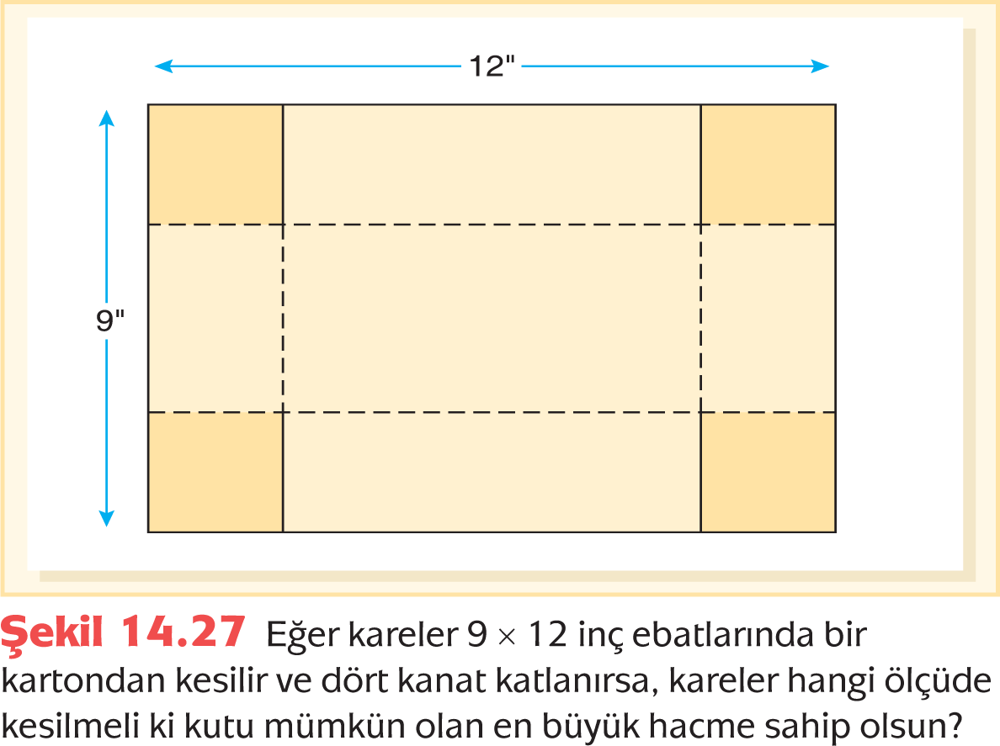 12"
9"
Şekil 14.27 Eğer kareler 9 × 12 inç ebatlarında bir
kartondan kesilir ve dört kanat katlanırsa, kareler hangi ölçüde
kesilmeli ki kutu mümkün olan en büyük hacme sahip olsun?